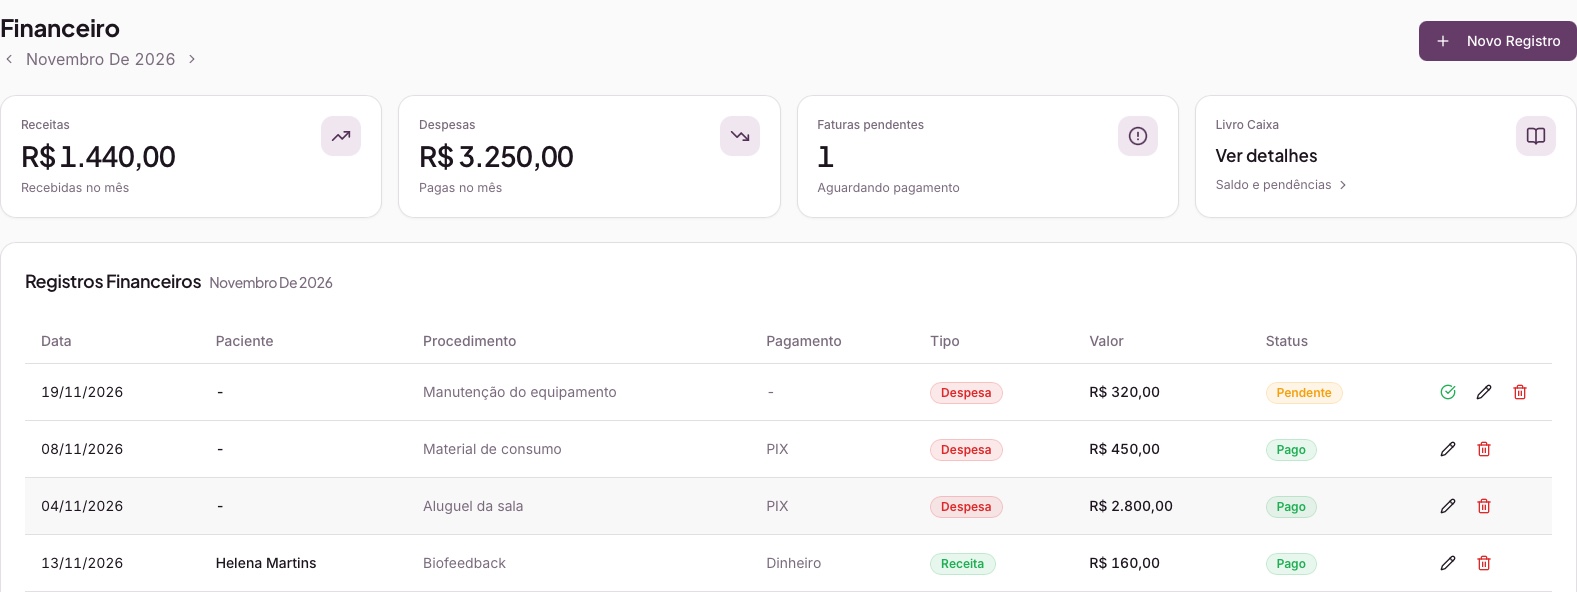 Financeiro
Novembro De 2026
Novo Registro
Receitas
R$ 1.440,00
Recebidas no mês
Despesas
R$ 3.250,00
Pagas no mês
Faturas pendentes
1
Aguardando pagamento
Livro Caixa
Ver detalhes
Saldo e pendências
Registros Financeiros Novembro De 2026
Data Paciente Procedimento Pagamento Tipo Valor Status
19/11/2026 - Manutenção do equipamento - Despesa R$ 320,00 Pendente
08/11/2026 - Material de consumo PIX Despesa R$ 450,00 Pago
04/11/2026 - Aluguel da sala PIX Despesa R$ 2.800,00 Pago
13/11/2026 Helena Martins Biofeedback Dinheiro Receita R$ 160,00 Pago